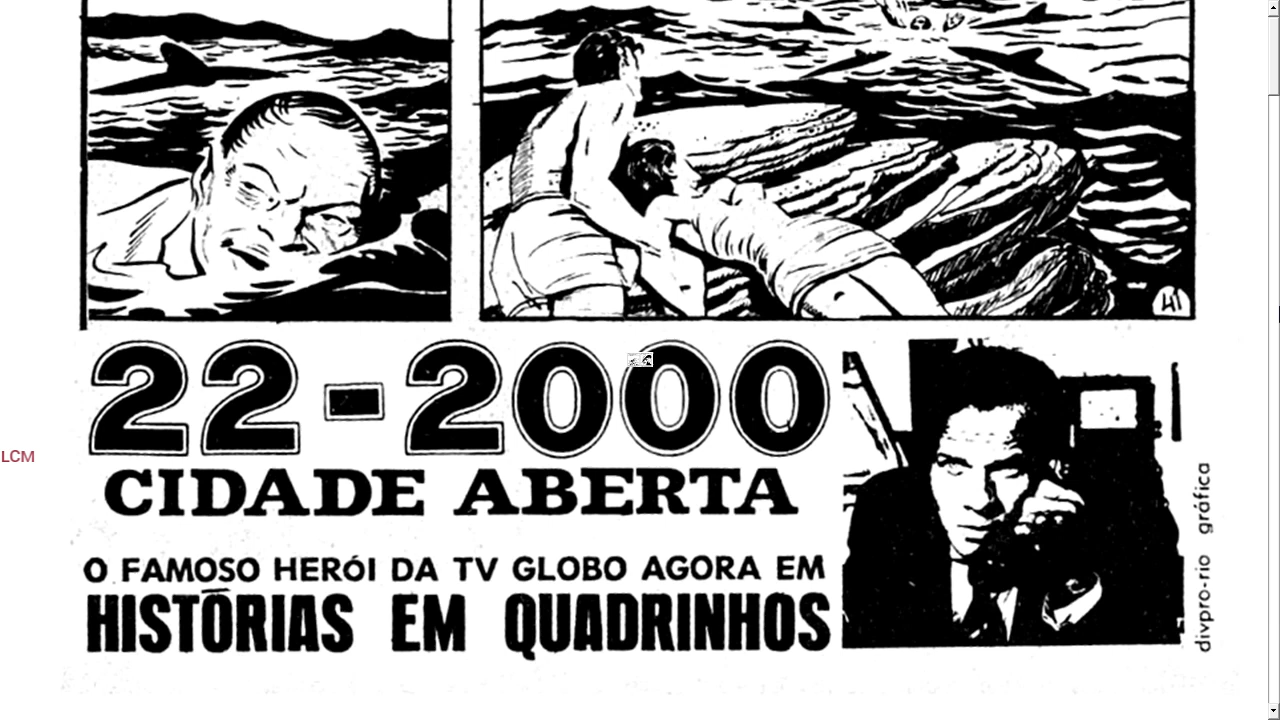 41
22-2000
CIDADE ABERTA
O FAMOSO HERÓI DA TV GLOBO AGORA EM
HISTÓRIAS EM QUADRINHOS
divpro-rio gráfica
LCM